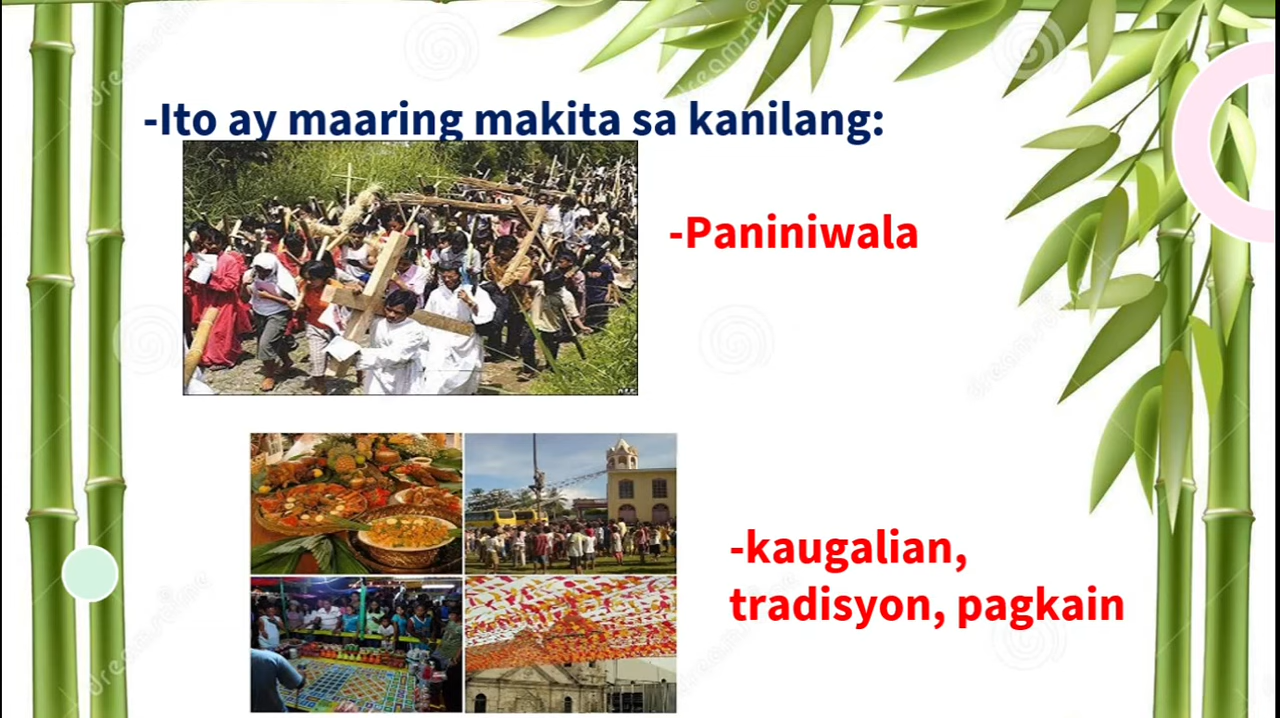 -Ito ay maaring makita sa kanilang:
-Paniniwala
-kaugalian,
tradisyon, pagkain